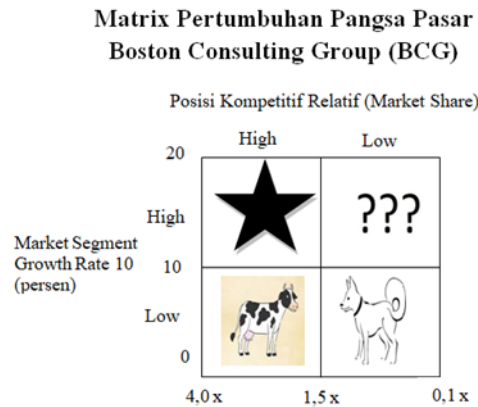 Matrix Pertumbuhan Pangsa Pasar
Boston Consulting Group (BCG)
Posisi Kompetitif Relatif (Market Share)
High Low
20
???
High
Market Segment
Growth Rate 10
(persen)
10
Low
0
4,0 x 1,5 x 0,1 x